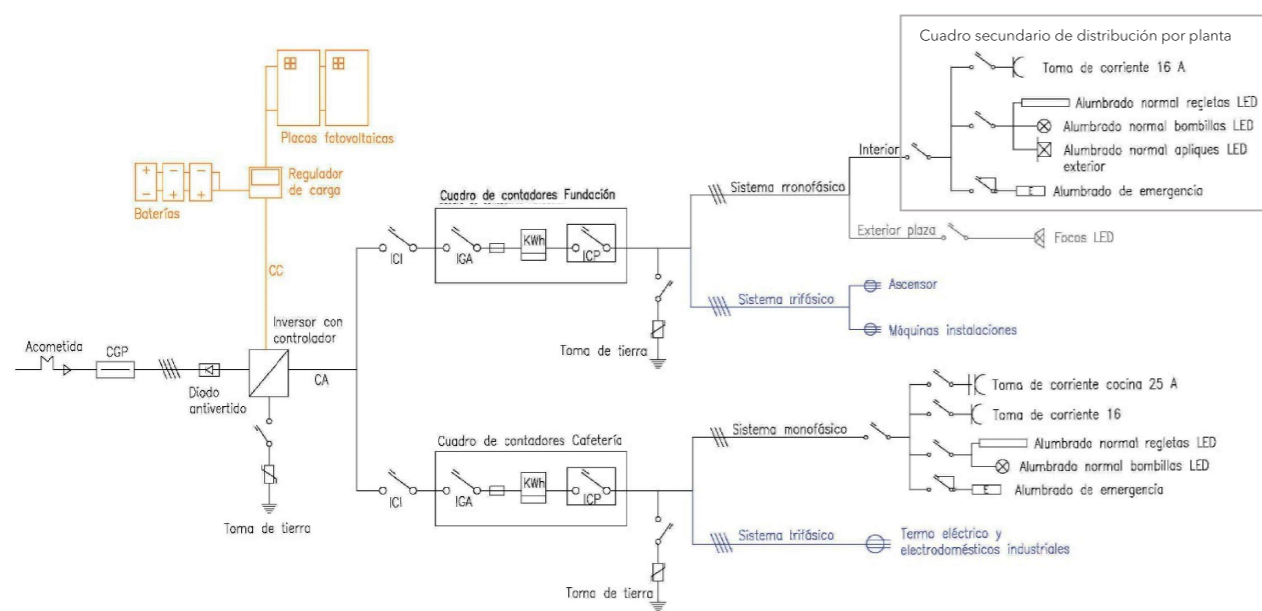 Cuadro secundario de distribución por planta
Toma de corriente 16 A
Alumbrado normal regletas LED
Alumbrado normal bombillas LED
Alumbrado normal apliques LED
exterior
Alumbrado de emergencia
E
Interior
Sistema monofásico
Exterior plaza
Focos LED
Placas fotovoltaicas
Regulador
de carga
Baterías
+ + −
− − +
CC
Cuadro de contadores Fundación
ICI
IGA
KWh
ICP
Sistema trifásico
Ascensor
Máquinas instalaciones
Toma de tierra
Acometida
CGP
Diodo
antivertido
Inversor con
controlador
CA
Toma de tierra
Cuadro de contadores Cafetería
ICI
IGA
KWh
ICP
Toma de tierra
Sistema monofásico
Toma de corriente cocina 25 A
Toma de corriente 16
Alumbrado normal regletas LED
Alumbrado normal bombillas LED
E
Alumbrado de emergencia
Sistema trifásico
Termo eléctrico y
electrodomésticos industriales